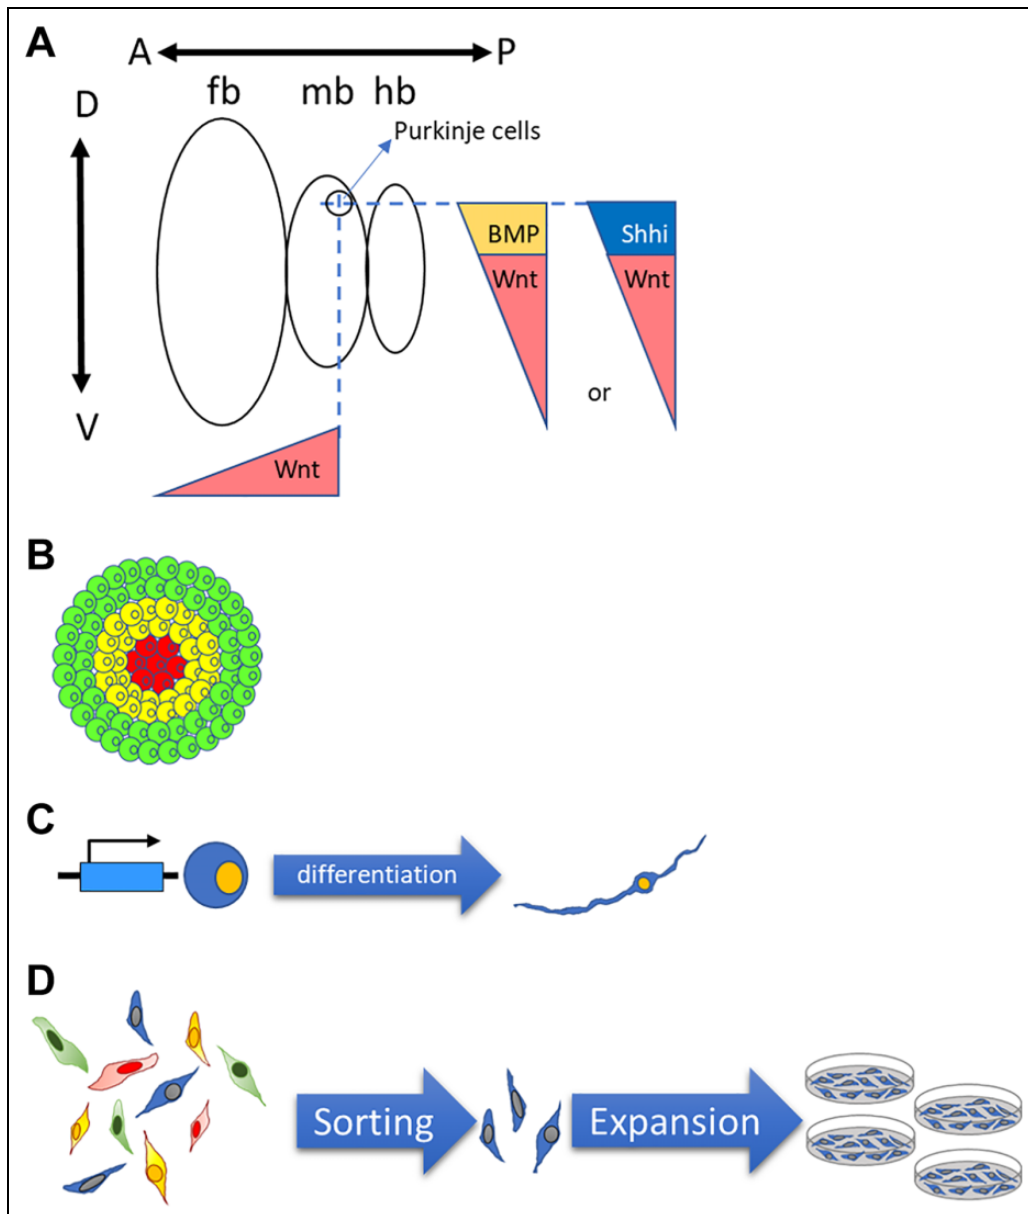 A
A P
fb mb hb
D
Purkinje cells
BMP Shhi
Wnt Wnt
or
V
Wnt
B
C
differentiation
D
Sorting Expansion